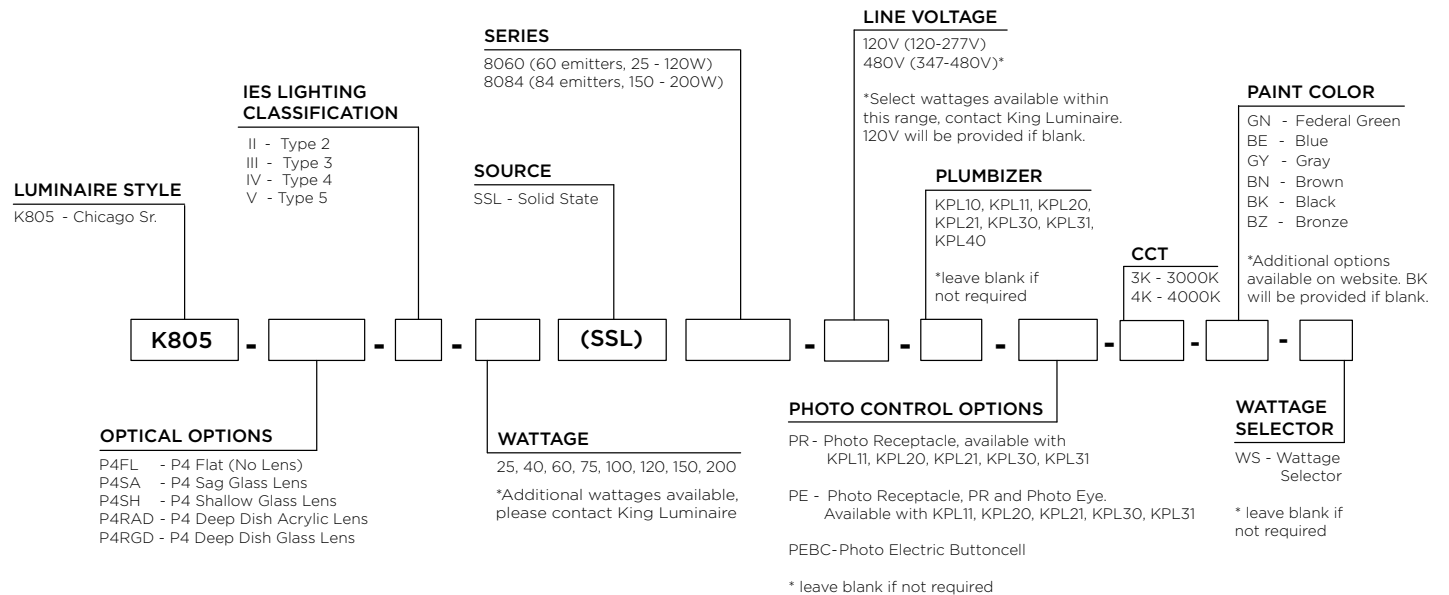 LUMINAIRE STYLE
K805 - Chicago Sr.
IES LIGHTING
CLASSIFICATION
II - Type 2
III - Type 3
IV - Type 4
V - Type 5
SERIES
8060 (60 emitters, 25 - 120W)
8084 (84 emitters, 150 - 200W)
SOURCE
SSL - Solid State
LINE VOLTAGE
120V (120-277V)
480V (347-480V)*
*Select wattages available within
this range, contact King Luminaire.
120V will be provided if blank.
PLUMBIZER
KPL10, KPL11, KPL20,
KPL21, KPL30, KPL31,
KPL40
*leave blank if
not required
CCT
3K - 3000K
4K - 4000K
PAINT COLOR
GN - Federal Green
BE - Blue
GY - Gray
BN - Brown
BK - Black
BZ - Bronze
*Additional options
available on website. BK
will be provided if blank.
K805 - - - (SSL) - - - - - -
OPTICAL OPTIONS
P4FL - P4 Flat (No Lens)
P4SA - P4 Sag Glass Lens
P4SH - P4 Shallow Glass Lens
P4RAD - P4 Deep Dish Acrylic Lens
P4RGD - P4 Deep Dish Glass Lens
WATTAGE
25, 40, 60, 75, 100, 120, 150, 200
*Additional wattages available,
please contact King Luminaire
PHOTO CONTROL OPTIONS
PR - Photo Receptacle, available with
KPL11, KPL20, KPL21, KPL30, KPL31
PE - Photo Receptacle, PR and Photo Eye.
Available with KPL11, KPL20, KPL21, KPL30, KPL31
PEBC-Photo Electric Buttoncell
* leave blank if not required
WATTAGE
SELECTOR
WS - Wattage
Selector
* leave blank if
not required